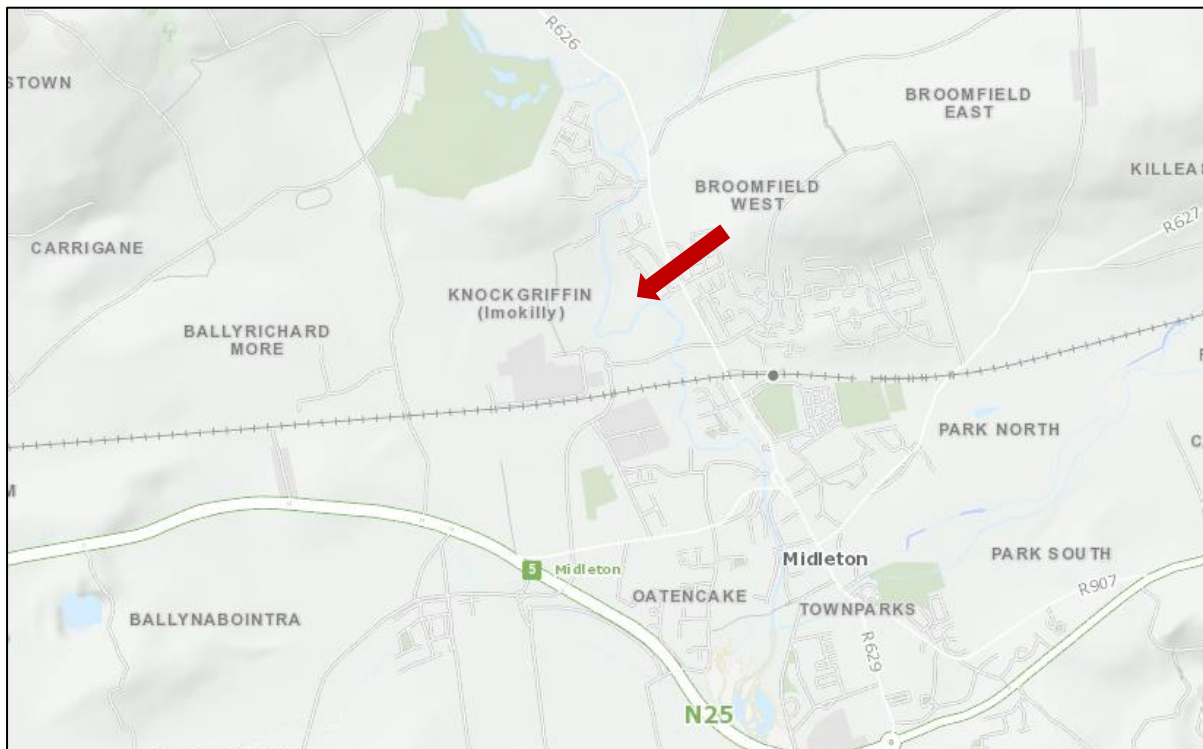 R626
STOWN
BROOMFIELD
EAST
BROOMFIELD
WEST
R627
CARRIGANE
KNOCKGRIFFIN
(Imokilly)
BALLYRICHARD
MORE
PARK NORTH
5
Midleton
Midleton
PARK SOUTH
R907
OATENCAKE
TOWNPARKS
BALLYNABOINTRA
R629
N25